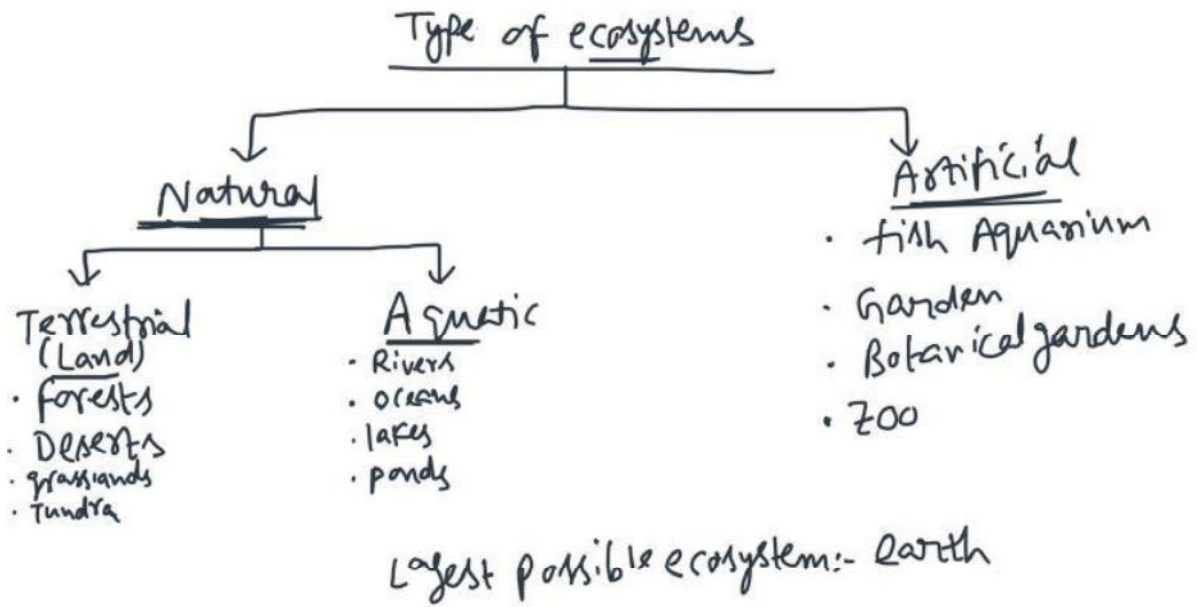 Type of ecosystems
Natural
Artificial
• fish Aquarium
• Garden
• Botanical gardens
• Zoo
Terrestrial
(Land)
• forests
• Deserts
• grasslands
• Tundra
Aquatic
• Rivers
• oceans
• lakes
• ponds
Lagest possible ecosystem:- earth